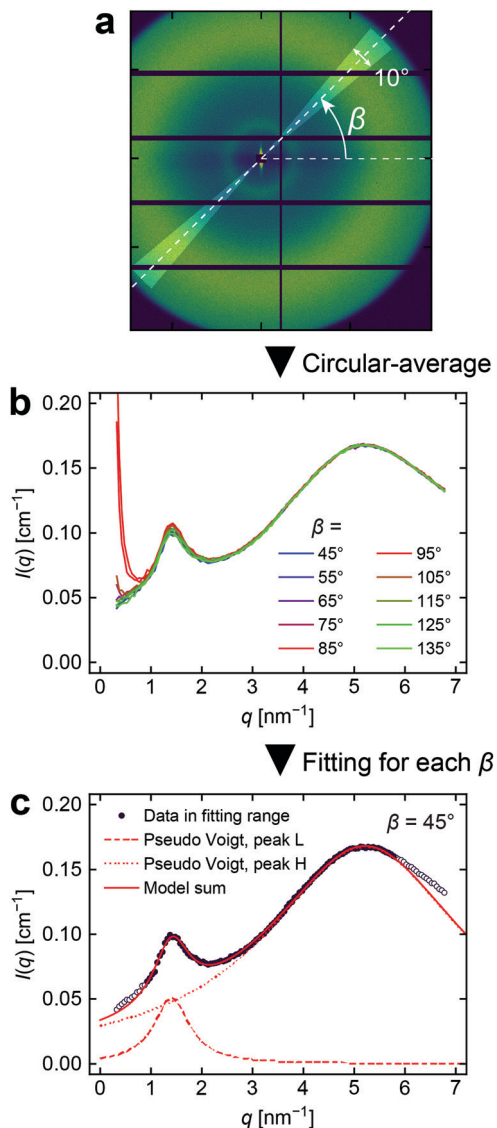 a
10°
β
Circular-average
b
0.20
0.15
0.10
0.05
0.00
I(q) [cm⁻¹]
β =
45° 95°
55° 105°
65° 115°
75° 125°
85° 135°
0 1 2 3 4 5 6 7
q [nm⁻¹]
Fitting for each β
c
0.20
0.15
0.10
0.05
0.00
I(q) [cm⁻¹]
Data in fitting range
Pseudo Voigt, peak L
Pseudo Voigt, peak H
Model sum
β = 45°
0 1 2 3 4 5 6 7
q [nm⁻¹]